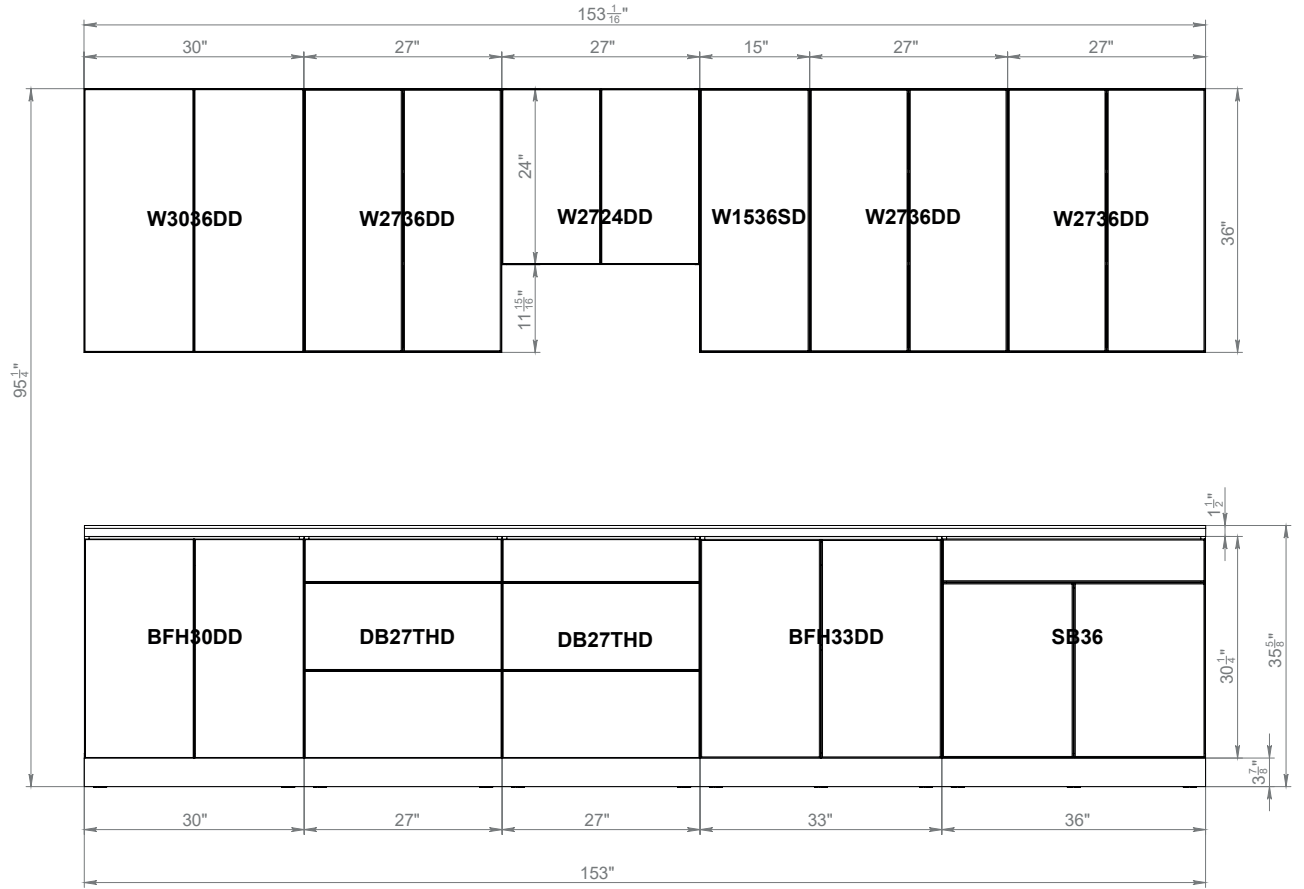 153 1/16"
30" 27" 27" 15" 27" 27"
24"
W3036DD W2736DD W2724DD W1536SD W2736DD W2736DD
36"
11 15/16"
95 1/4"
1 1/2"
BFH30DD DB27THD DB27THD BFH33DD SB36
30 1/4"
35 5/8"
3 7/8"
30" 27" 27" 33" 36"
153"